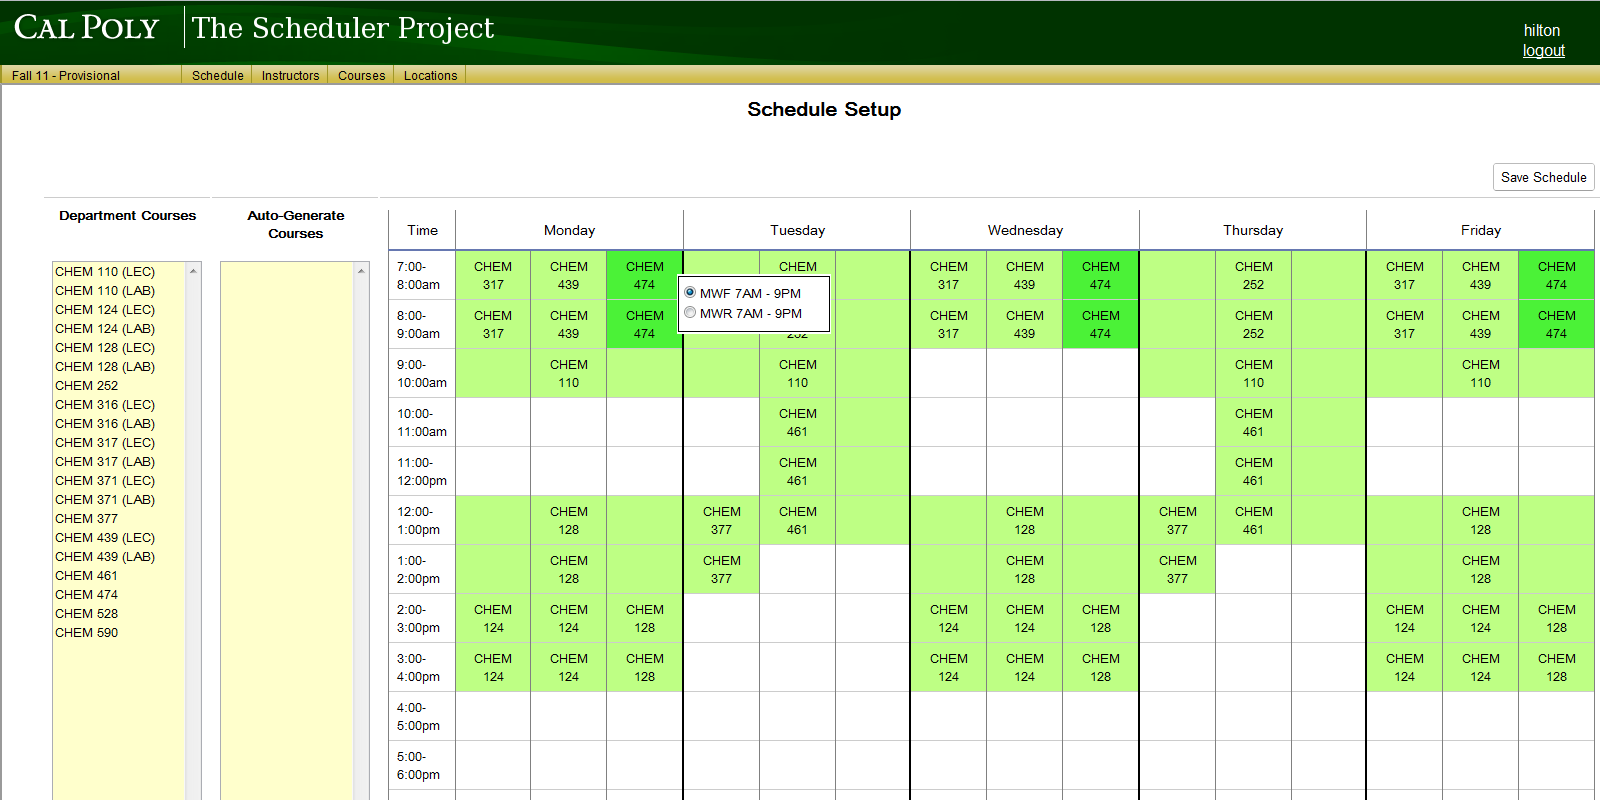 CAL POLY The Scheduler Project
hilton
logout
Fall 11 - Provisional Schedule Instructors Courses Locations
Schedule Setup
Save Schedule
Department Courses
CHEM 110 (LEC)
CHEM 110 (LAB)
CHEM 124 (LEC)
CHEM 124 (LAB)
CHEM 128 (LEC)
CHEM 128 (LAB)
CHEM 252
CHEM 316 (LEC)
CHEM 316 (LAB)
CHEM 317 (LEC)
CHEM 317 (LAB)
CHEM 371 (LEC)
CHEM 371 (LAB)
CHEM 377
CHEM 439 (LEC)
CHEM 439 (LAB)
CHEM 461
CHEM 474
CHEM 528
CHEM 590
Auto-Generate
Courses
Time Monday Tuesday Wednesday Thursday Friday
7:00- CHEM CHEM CHEM CHEM CHEM CHEM CHEM CHEM CHEM CHEM CHEM
8:00am 317 439 474 317 439 474 252 317 439 474
MWF 7AM - 9PM
MWR 7AM - 9PM
8:00- CHEM CHEM CHEM CHEM CHEM CHEM CHEM CHEM CHEM CHEM
9:00am 317 439 474 252 317 439 474 252 317 439 474
9:00- CHEM CHEM CHEM CHEM
10:00am 110 110 110 110
10:00- CHEM CHEM
11:00am 461 461
11:00- CHEM CHEM
12:00pm 461 461
12:00- CHEM CHEM CHEM CHEM CHEM CHEM CHEM
1:00pm 128 377 461 128 377 461 128
1:00- CHEM CHEM CHEM CHEM CHEM
2:00pm 128 377 128 377 128
2:00- CHEM CHEM CHEM CHEM CHEM CHEM CHEM CHEM CHEM
3:00pm 124 124 128 124 124 128 124 124 128
3:00- CHEM CHEM CHEM CHEM CHEM CHEM CHEM CHEM CHEM
4:00pm 124 124 128 124 124 128 124 124 128
4:00-
5:00pm
5:00-
6:00pm